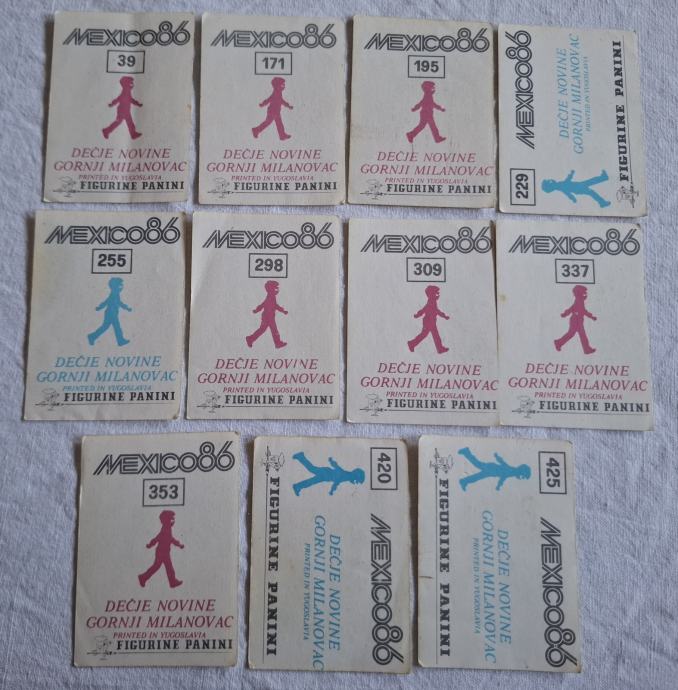 MEXICO86
39
DEČJE NOVINE
GORNJI MILANOVAC
PRINTED IN YUGOSLAVIA
FIGURINE PANINI
MEXICO86
171
DEČJE NOVINE
GORNJI MILANOVAC
PRINTED IN YUGOSLAVIA
FIGURINE PANINI
MEXICO86
195
DEČJE NOVINE
GORNJI MILANOVAC
PRINTED IN YUGOSLAVIA
FIGURINE PANINI
MEXICO86
229
DEČJE NOVINE
GORNJI MILANOVAC
PRINTED IN YUGOSLAVIA
FIGURINE PANINI
MEXICO86
255
DEČJE NOVINE
GORNJI MILANOVAC
PRINTED IN YUGOSLAVIA
FIGURINE PANINI
MEXICO86
298
DEČJE NOVINE
GORNJI MILANOVAC
PRINTED IN YUGOSLAVIA
FIGURINE PANINI
MEXICO86
309
DEČJE NOVINE
GORNJI MILANOVAC
PRINTED IN YUGOSLAVIA
FIGURINE PANINI
MEXICO86
337
DEČJE NOVINE
GORNJI MILANOVAC
PRINTED IN YUGOSLAVIA
FIGURINE PANINI
MEXICO86
353
DEČJE NOVINE
GORNJI MILANOVAC
PRINTED IN YUGOSLAVIA
FIGURINE PANINI
MEXICO86
420
DEČJE NOVINE
GORNJI MILANOVAC
PRINTED IN YUGOSLAVIA
FIGURINE PANINI
MEXICO86
425
DEČJE NOVINE
GORNJI MILANOVAC
PRINTED IN YUGOSLAVIA
FIGURINE PANINI